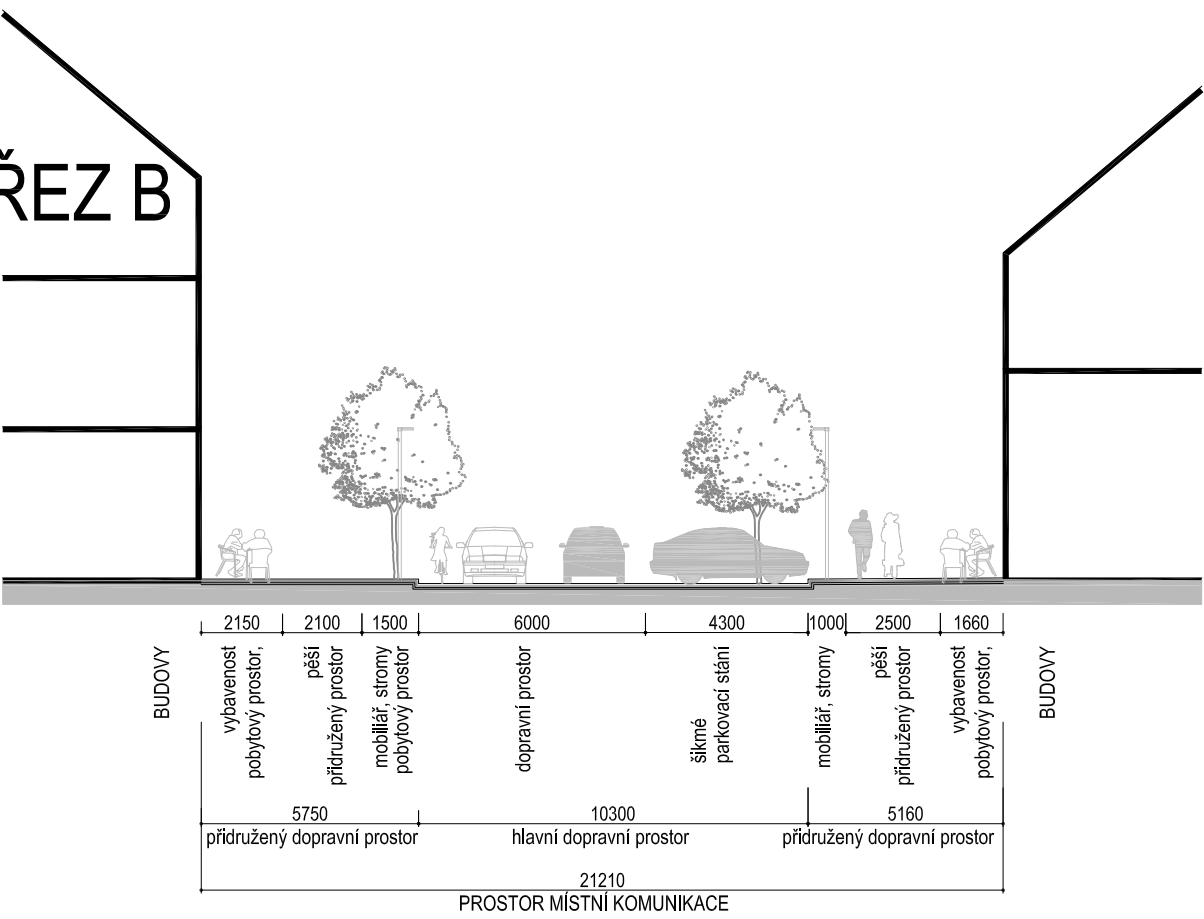 ŘEZ B
2150 2100 1500 6000 4300 1000 2500 1660
BUDOVY
vybavenost
pobytový prostor,
pěší
přidružený prostor
mobiliář, stromy
pobytový prostor
dopravní prostor
šikmé
parkovací stání
mobiliář, stromy
pěší
přidružený prostor
vybavenost
pobytový prostor,
BUDOVY
5750 10300 5160
přidružený dopravní prostor hlavní dopravní prostor přidružený dopravní prostor
21210
PROSTOR MÍSTNÍ KOMUNIKACE